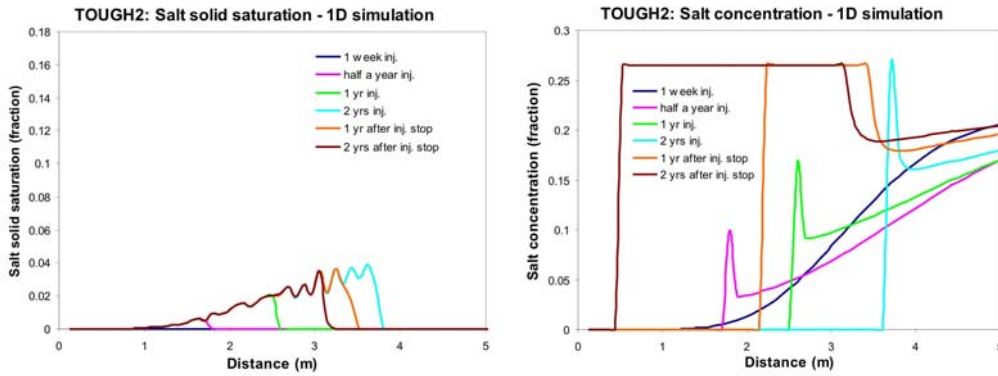 TOUGH2: Salt solid saturation - 1D simulation
Salt solid saturation (fraction)
0.18
0.16
0.14
0.12
0.1
0.08
0.06
0.04
0.02
0
1 week inj.
half a year inj.
1 yr inj.
2 yrs inj.
1 yr after inj. stop
2 yrs after inj. stop
0 1 2 3 4 5
Distance (m)
TOUGH2: Salt concentration - 1D simulation
Salt concentration (fraction)
0.3
0.25
0.2
0.15
0.1
0.05
0
1 week inj.
half a year inj.
1 yr inj.
2 yrs inj.
1 yr after inj. stop
2 yrs after inj. stop
0 1 2 3 4 5
Distance (m)